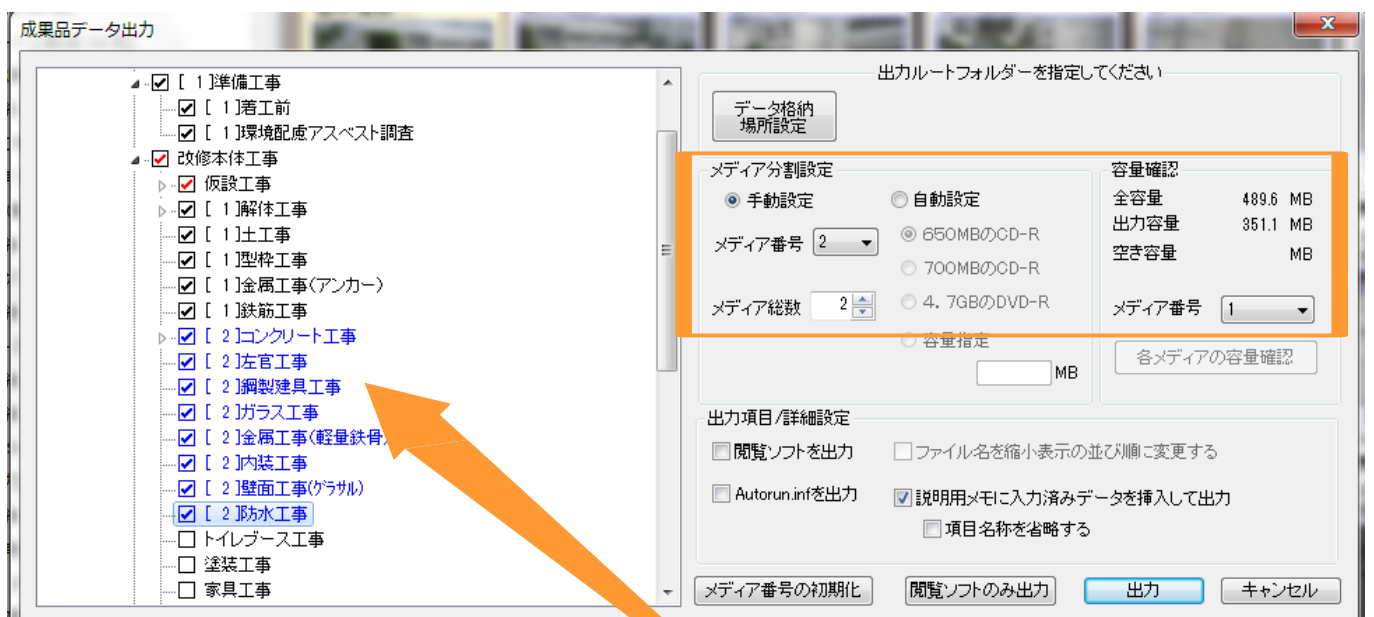 成果品データ出力
[ 1 ]準備工事
[ 1 ]着工前
[ 1 ]環境配慮アスベスト調査
改修本体工事
仮設工事
[ 1 ]解体工事
[ 1 ]土工事
[ 1 ]型枠工事
[ 1 ]金属工事(アンカー)
[ 1 ]鉄筋工事
[ 2 ]コンクリート工事
[ 2 ]左官工事
[ 2 ]鋼製建具工事
[ 2 ]ガラス工事
[ 2 ]金属工事(軽量鉄骨)
[ 2 ]内装工事
[ 2 ]壁面工事(グラサル)
[ 2 ]防水工事
トイレブース工事
塗装工事
家具工事
出力ルートフォルダーを指定してください
データ格納
場所設定
メディア分割設定
手動設定
自動設定
メディア番号 2
650MBのCD-R
700MBのCD-R
メディア総数 2
4.7GBのDVD-R
容量指定
MB
容量確認
全容量 489.6 MB
出力容量 351.1 MB
空き容量 MB
メディア番号 1
各メディアの容量確認
出力項目/詳細設定
閲覧ソフトを出力
ファイル名を縮小表示の並び順に変更する
Autorun.infを出力
説明用メモに入力済みデータを挿入して出力
項目名称を省略する
メディア番号の初期化
閲覧ソフトのみ出力
出力
キャンセル